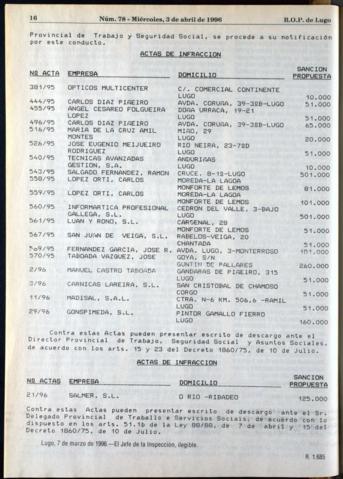 16 Núm. 78 - Miércoles, 3 de abril de 1996 B.O.P. de Lugo
Provincial de Trabajo y Seguridad Social, se procede a su notificación
por este conducto.
ACTAS DE INFRACCION
SANCION
Nº ACTA EMPRESA DOMICILIO PROPUESTA
381/95 OPTICOS MULTICENTER C/. COMERCIAL CONTINENTE
LUGO 10.000
444/95 CARLOS DIAZ PIÑEIRO AVDA. CORUÑA, 39-3ºB-LUGO 51.000
455/95 ANGEL CESAREO FOLGUEIRA DOÑA URRACA, 19-21
LOPEZ LUGO 51.000
496/95 CARLOS DIAZ PIÑEIRO AVDA. CORUÑA, 39-3ºB-LUGO 65.000
516/95 MARIA DE LA CRUZ AMIL MIÑO, 29
MONTES LUGO 20.000
526/95 JOSE EUGENIO MEIJUEIRO RIO NEIRA, 23-7ºD
RODRIGUEZ LUGO 51.000
540/95 TECNICAS AVANZADAS
GESTION, S.A. LUGO 10.000
543/95 SALGADO FERNANDEZ, RAMON CRUCE, 8-1º-LUGO 501.000
558/95 LOPEZ ORTI, CARLOS MOREDA-LA LAGOA
MONFORTE DE LEMOS 81.000
559/95 LOPEZ ORTI, CARLOS MOREDA-LA LAGOA
MONFORTE DE LEMOS 101.000
560/95 INFORMATICA PROFESIONAL CEDRON DEL VALLE, 3-BAJO
GALLEGA, S.L. LUGO 501.000
561/95 LUAN Y ROÑO, S.L. CARDENAL, 28
MONFORTE DE LEMOS 51.000
567/95 SAN JUAN DE VEIGA, S.L. RABELOS-VEIGA, 20
CHANTADA 51.000
569/95 FERNANDEZ GARCIA, JOSE R. AVDA. LUGO, 3-MONTERROSO 101.000
570/95 TABOADA VAZQUEZ, JOSE GOYA, S/N
GUNTIN DE PALLARES 260.000
2/96 MANUEL CASTRO TABOADA GANDARAS DE PIÑEIRO, 315
LUGO 51.000
3/96 CARNICAS LAREIRA, S.L. SAN CRISTOBAL DE CHAMOSO
CORGO 51.000
11/96 MADISAL, S.A.L. CTRA. N-6 KM. 506,6 -RAMIL
LUGO 51.000
29/96 GONSPIMEDA, S.L. PINTOR GAMALLO FIERRO
LUGO 160.000
Contra estas Actas pueden presentar escrito de descargo ante el
Director Provincial de Trabajo, Seguridad Social y Asuntos Sociales,
de acuerdo con los arts. 15 y 23 del Decreto 1860/75, de 10 de Julio.
ACTAS DE INFRACCION
SANCION
Nº ACTAS EMPRESA DOMICILIO PROPUESTA
21/96 SALMER, S.L. O RIO -RIBADEO 125.000
Contra estas Actas pueden presentar escrito de descargo ante el Sr.
Delegado Provincial de Traballo e Servicios Sociais, de acuerdo con lo
dispuesto en los arts. 51.1b de la Ley 88/88, de 7 de abril y 15 del
Decreto 1860/75, de 10 de Julio.
Lugo, 7 de marzo de 1996.—El Jefe de la Inspección, ilegible.
R. 1.685